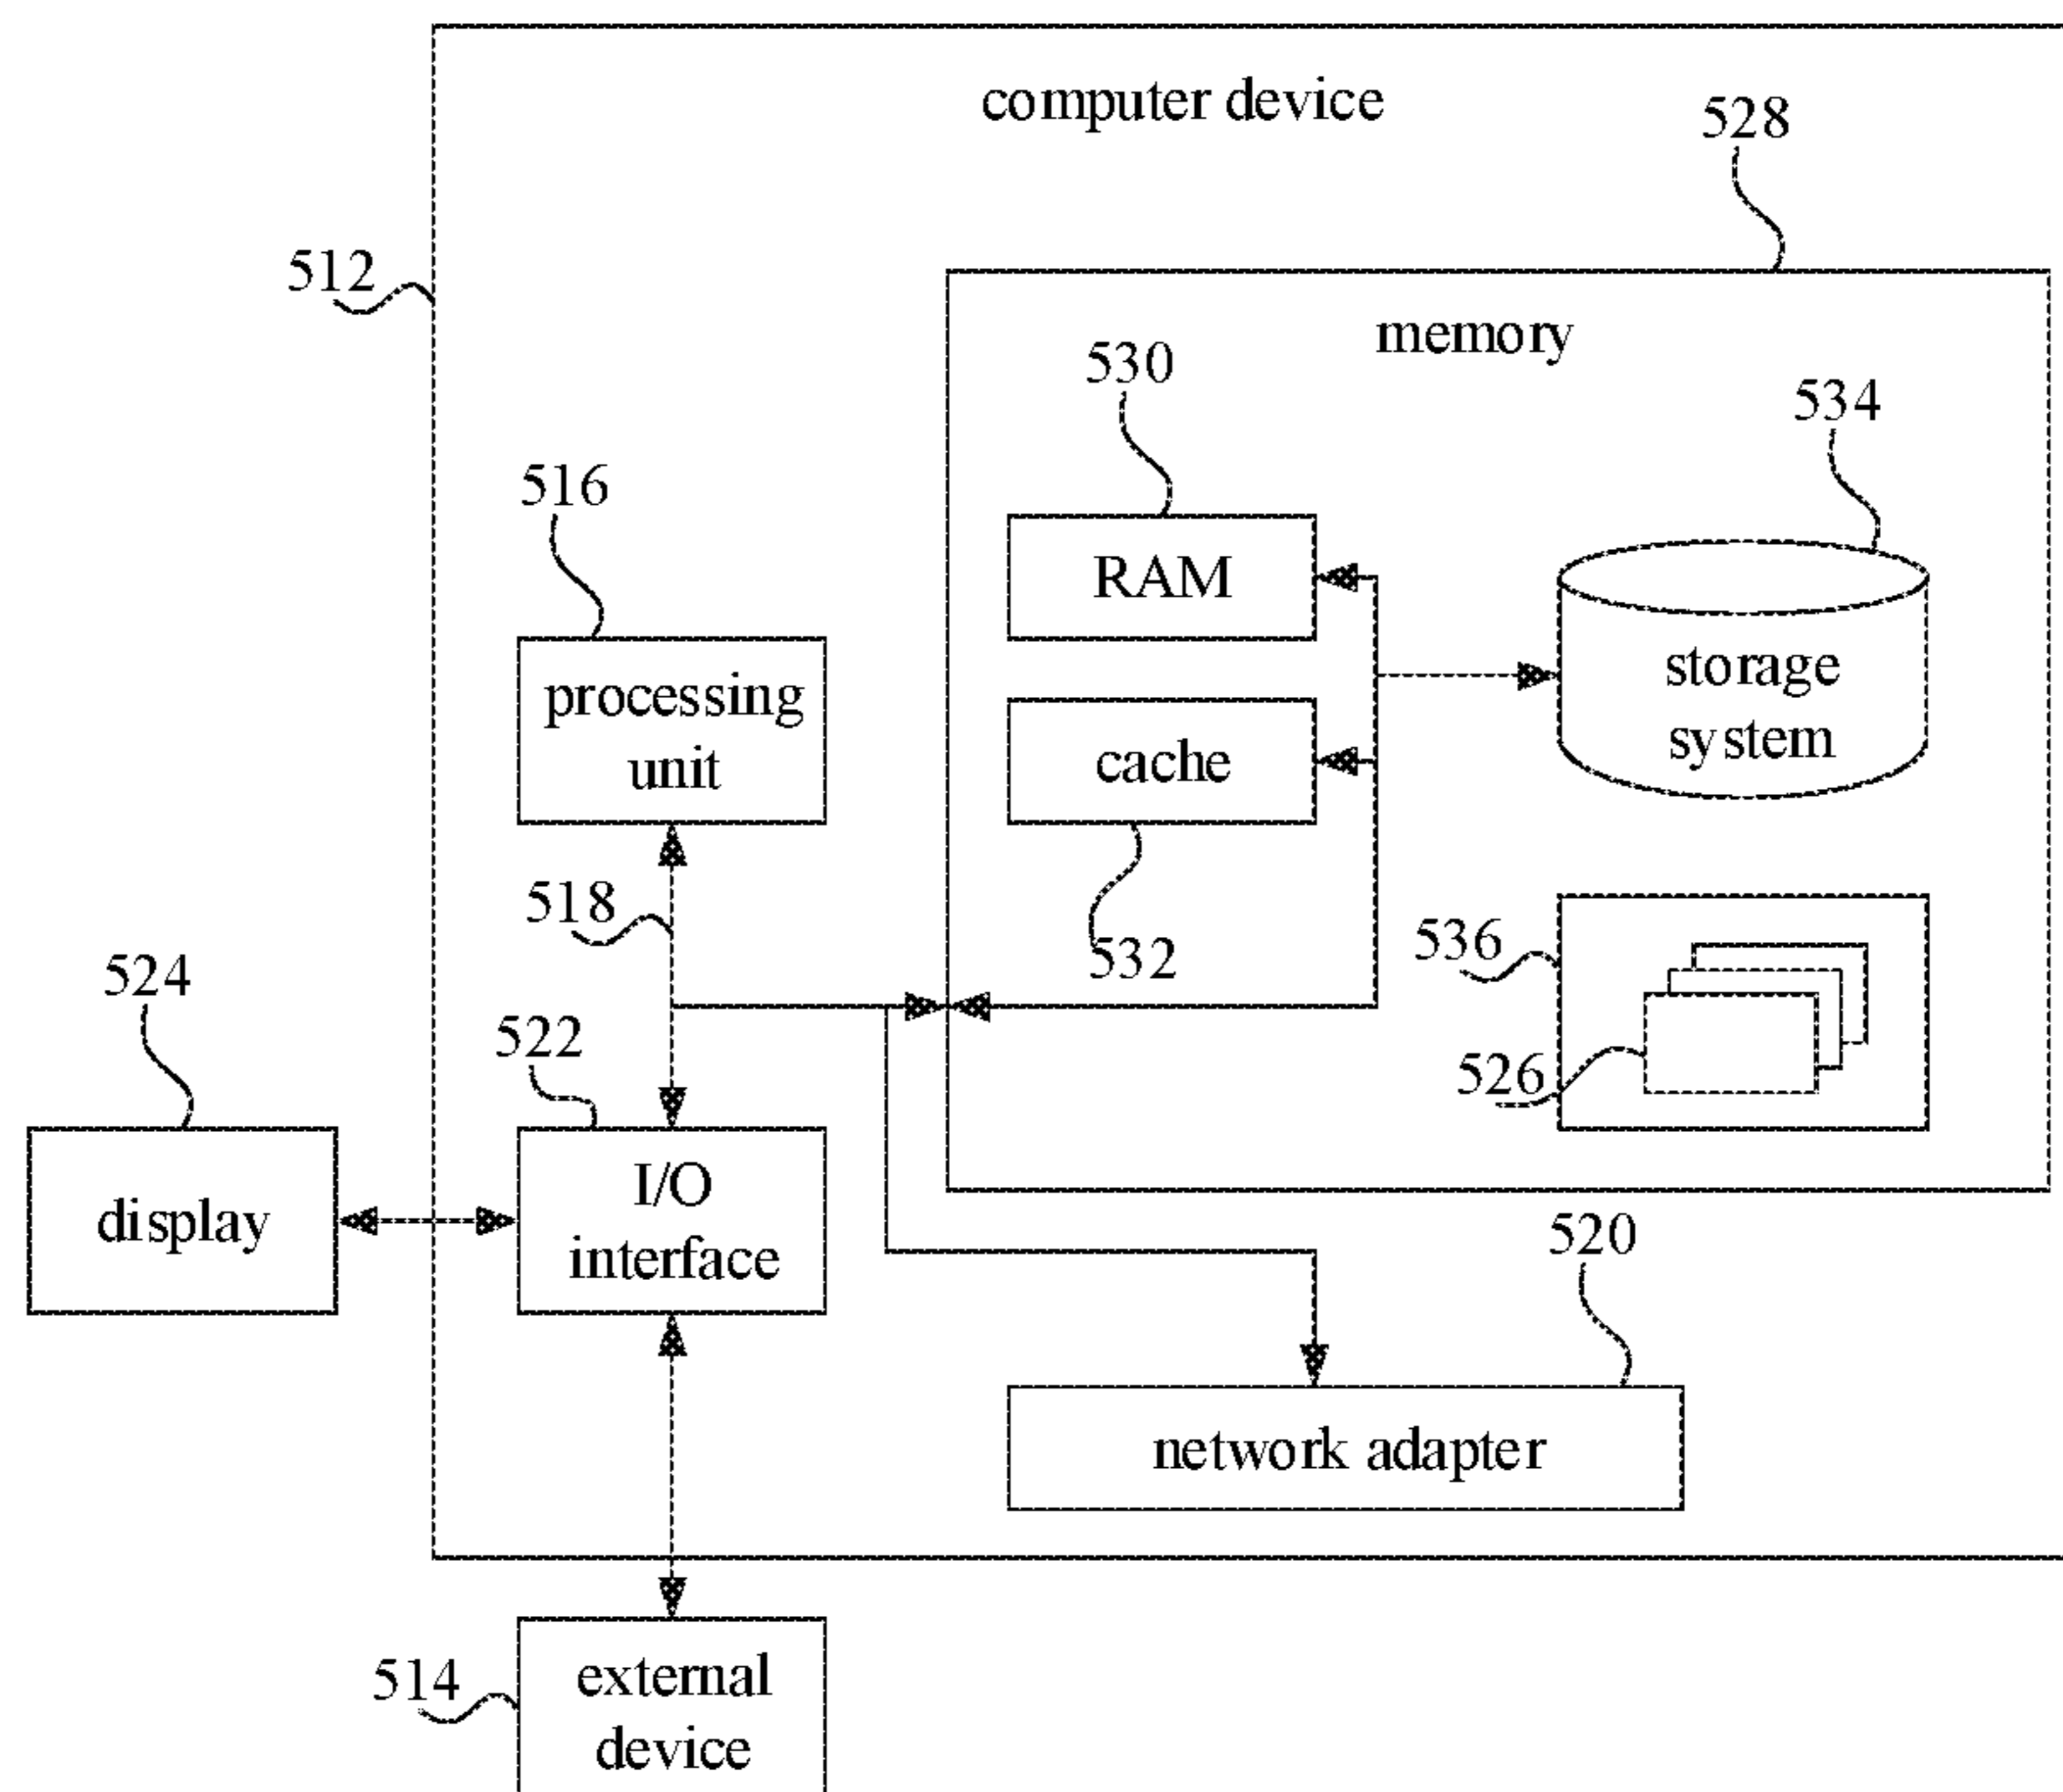 computer device
528
512
memory
530
534
516
RAM
storage
system
processing
unit
cache
518
532
536
524
522
526
display
I/O
interface
520
network adapter
514
external
device